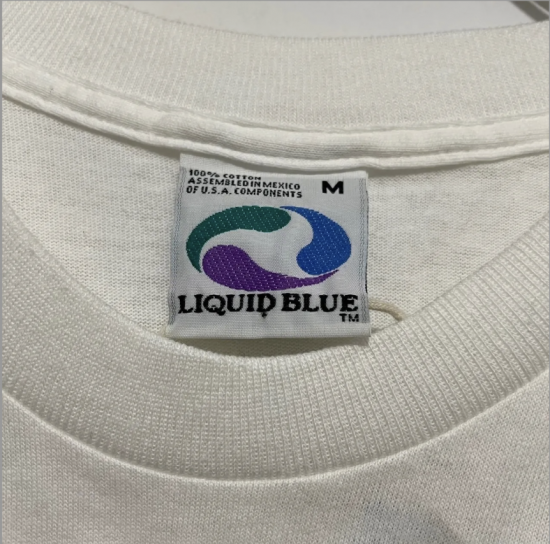 100% COTTON
ASSEMBLED IN MEXICO
OF U.S.A. COMPONENTS
M
LIQUID BLUE
TM